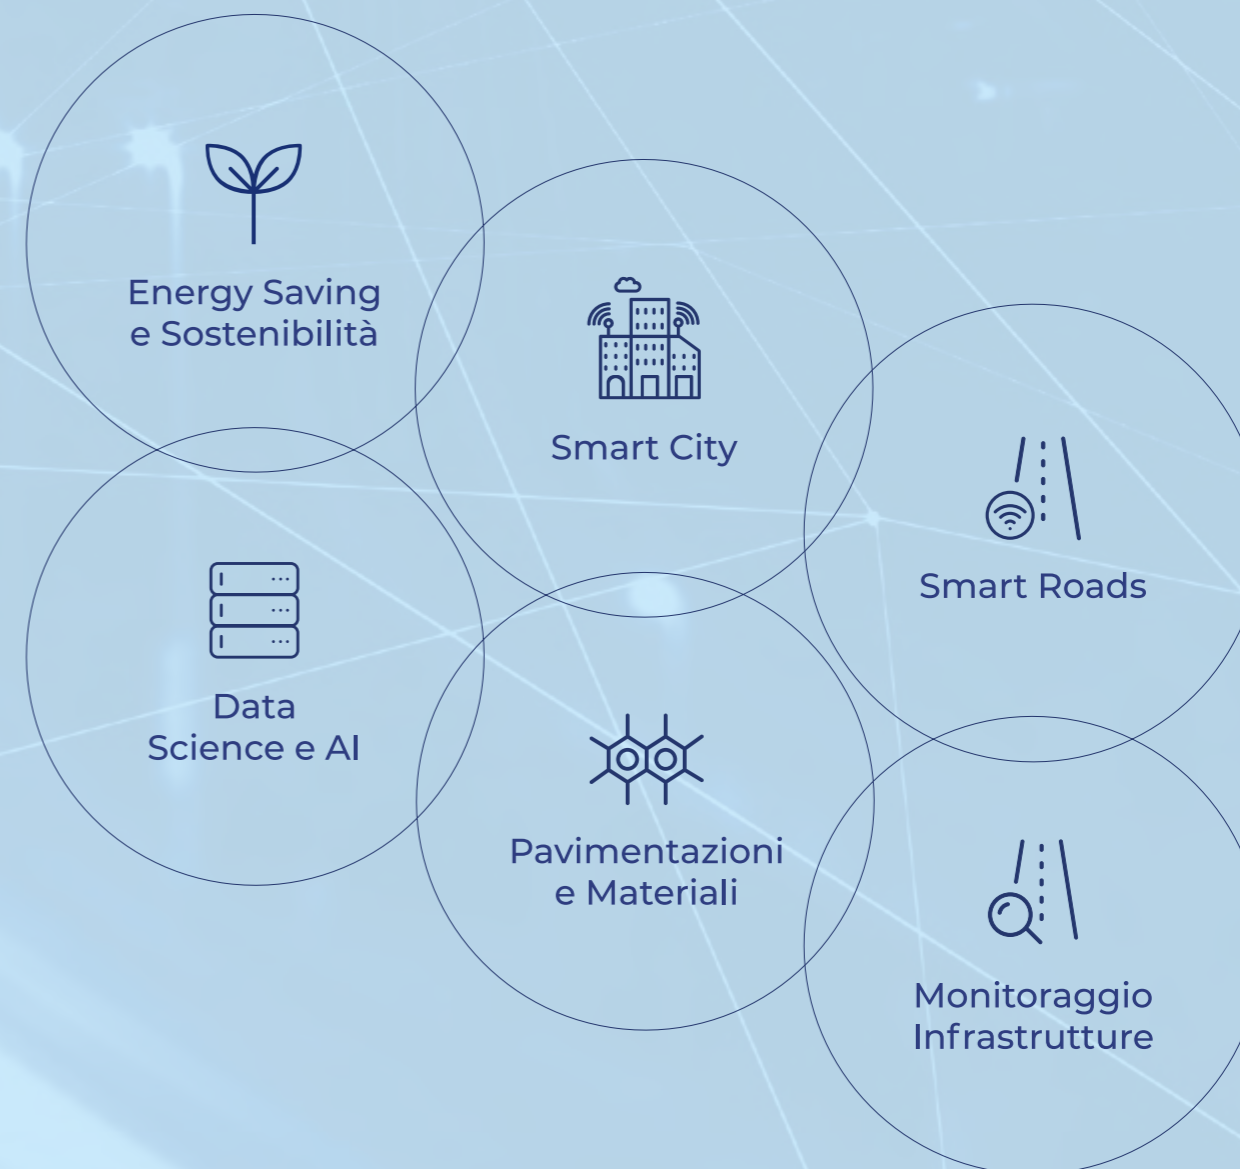 Energy Saving
e Sostenibilità
Smart City
Smart Roads
Data
Science e AI
Pavimentazioni
e Materiali
Monitoraggio
Infrastrutture